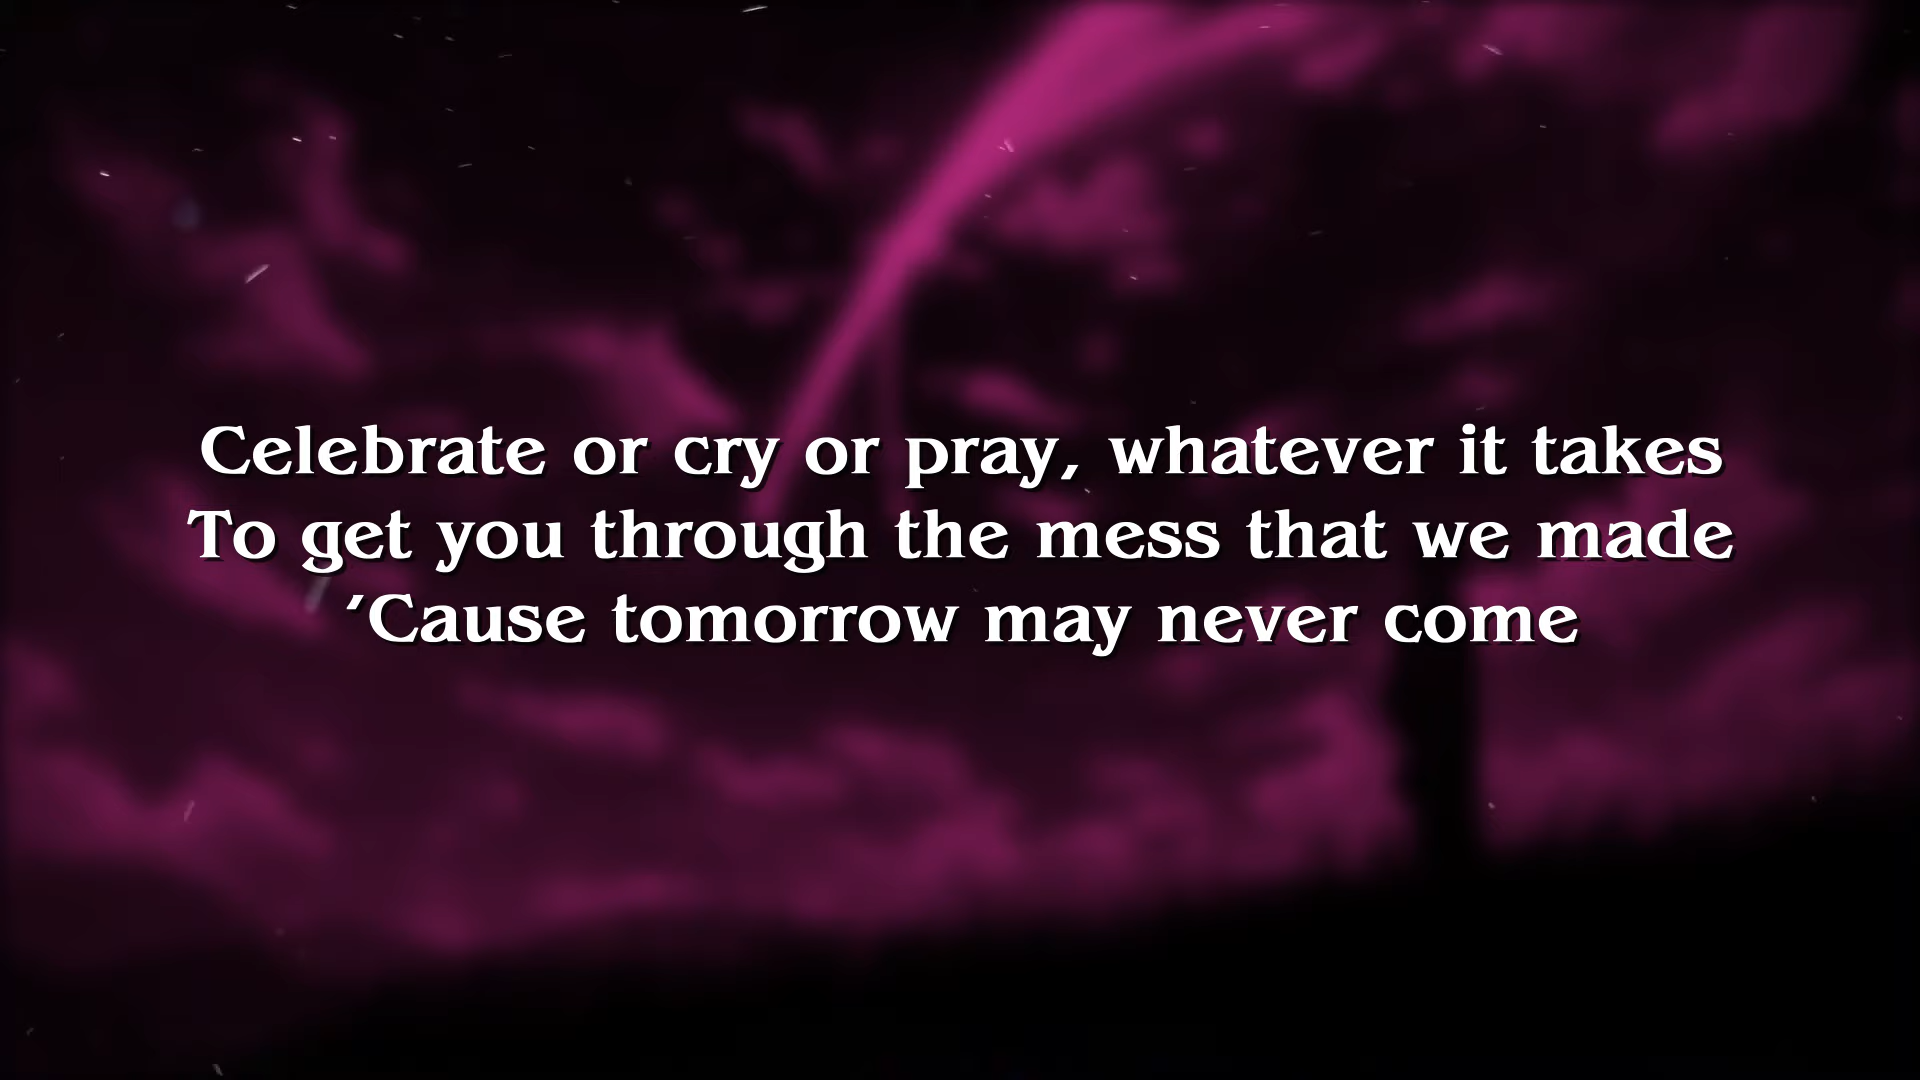 Celebrate or cry or pray, whatever it takes
To get you through the mess that we made
'Cause tomorrow may never come